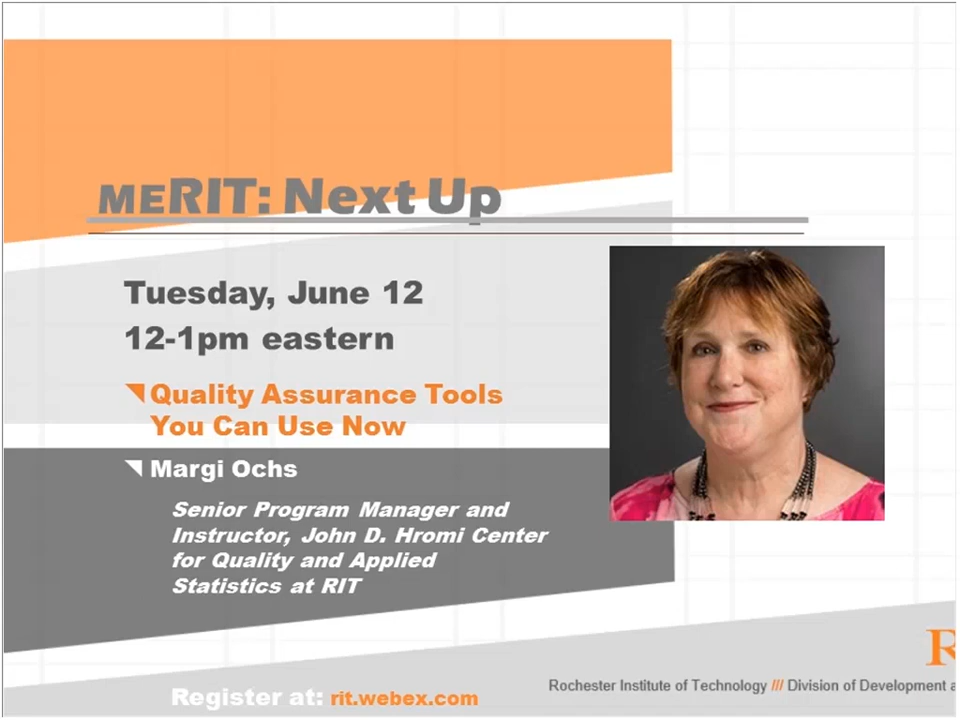 MERIT: Next Up
Tuesday, June 12
12-1pm eastern
Quality Assurance Tools
You Can Use Now
Margi Ochs
Senior Program Manager and
Instructor, John D. Hromi Center
for Quality and Applied
Statistics at RIT
R
Register at: rit.webex.com
Rochester Institute of Technology /// Division of Development a